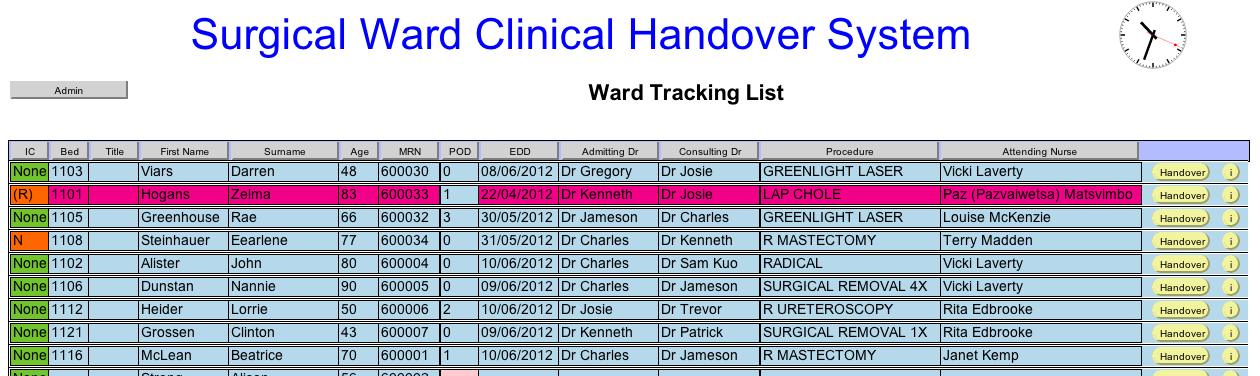 Surgical Ward Clinical Handover System
Admin
Ward Tracking List
IC Bed Title First Name Surname Age MRN POD EDD Admitting Dr Consulting Dr Procedure Attending Nurse
None 1103 Viars Darren 48 600030 0 08/06/2012 Dr Gregory Dr Josie GREENLIGHT LASER Vicki Laverty Handover i
(R) 1101 Hogans Zelma 83 600033 1 22/04/2012 Dr Kenneth Dr Josie LAP CHOLE Paz (Pazvaiwetsa) Matsvimbo Handover i
None 1105 Greenhouse Rae 66 600032 3 30/05/2012 Dr Jameson Dr Charles GREENLIGHT LASER Louise McKenzie Handover i
N 1108 Steinhauer Eearlene 77 600034 0 31/05/2012 Dr Charles Dr Kenneth R MASTECTOMY Terry Madden Handover i
None 1102 Alister John 80 600004 0 10/06/2012 Dr Charles Dr Sam Kuo RADICAL Vicki Laverty Handover i
None 1106 Dunstan Nannie 90 600005 0 09/06/2012 Dr Charles Dr Jameson SURGICAL REMOVAL 4X Vicki Laverty Handover i
None 1112 Heider Lorrie 50 600006 2 10/06/2012 Dr Josie Dr Trevor R URETEROSCOPY Rita Edbrooke Handover i
None 1121 Grossen Clinton 43 600007 0 09/06/2012 Dr Kenneth Dr Patrick SURGICAL REMOVAL 1X Rita Edbrooke Handover i
None 1116 McLean Beatrice 70 600001 1 10/06/2012 Dr Charles Dr Jameson R MASTECTOMY Janet Kemp Handover i